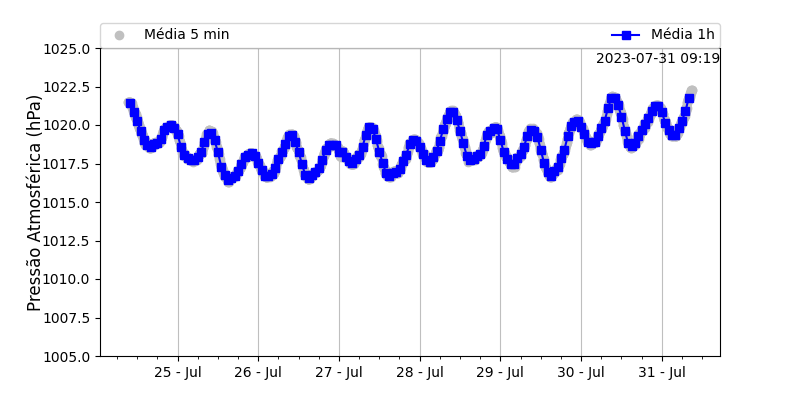 Média 5 min
Média 1h
2023-07-31 09:19
Pressão Atmosférica (hPa)
1025.0
1022.5
1020.0
1017.5
1015.0
1012.5
1010.0
1007.5
1005.0
25 - Jul
26 - Jul
27 - Jul
28 - Jul
29 - Jul
30 - Jul
31 - Jul